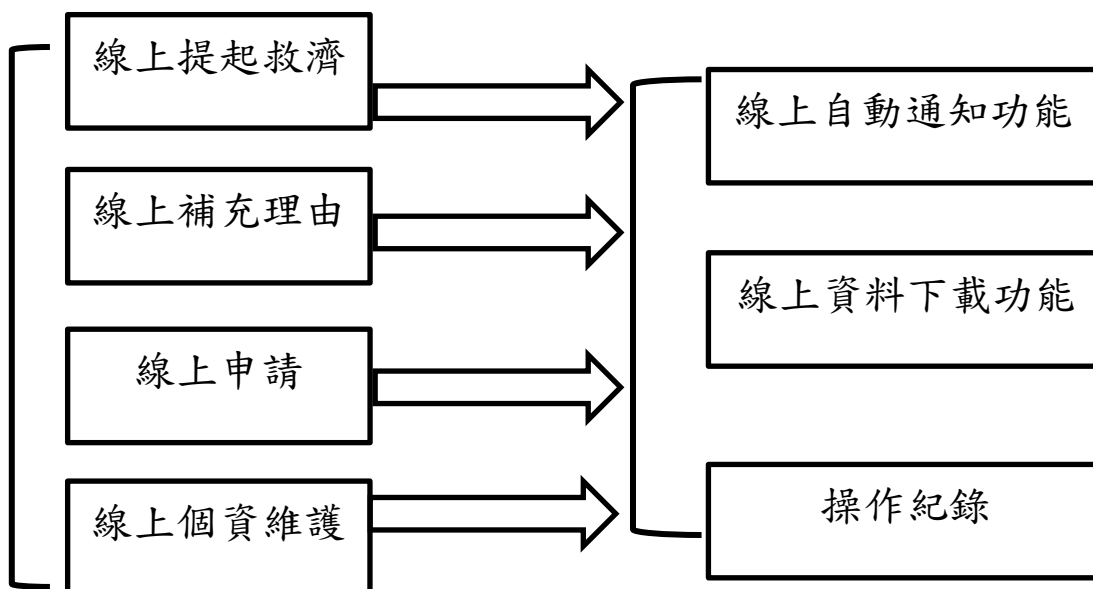 線上提起救濟
線上補充理由
線上申請
線上個資維護
線上自動通知功能
線上資料下載功能
操作紀錄